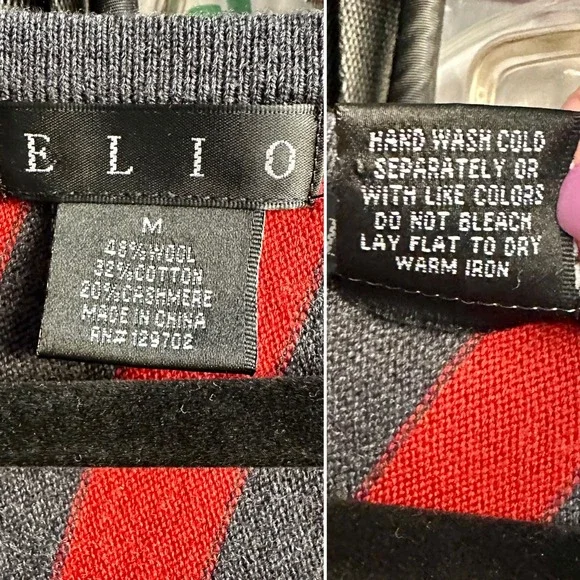 ELIO
M
48% WOOL
32% COTTON
20% CASHMERE
MADE IN CHINA
RN# 129702
HAND WASH COLD
SEPARATELY OR
WITH LIKE COLORS
DO NOT BLEACH
LAY FLAT TO DRY
WARM IRON